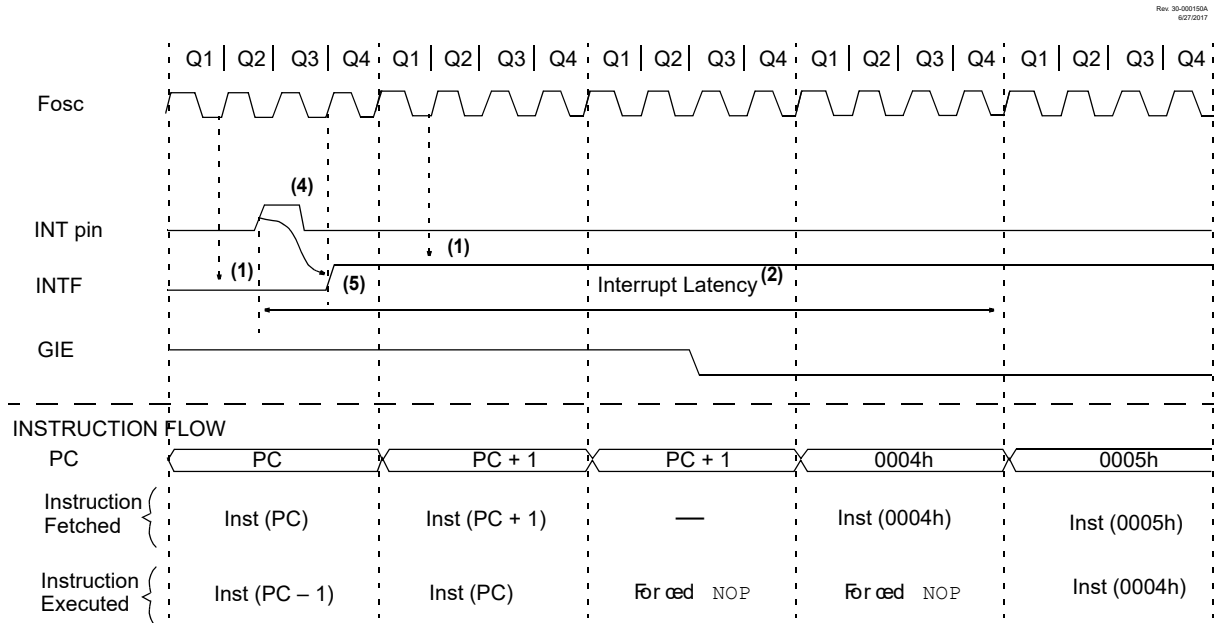 Rev. 30-000150A
6/27/2017
Q1 Q2 Q3 Q4 Q1 Q2 Q3 Q4 Q1 Q2 Q3 Q4 Q1 Q2 Q3 Q4 Q1 Q2 Q3 Q4
Fosc
(4)
INT pin
(1) (1)
INTF (5) Interrupt Latency (2)
GIE
INSTRUCTION FLOW
PC PC PC + 1 PC + 1 0004h 0005h
Instruction
Fetched Inst (PC) Inst (PC + 1) — Inst (0004h) Inst (0005h)
Instruction
Executed Inst (PC – 1) Inst (PC) Forced NOP Forced NOP Inst (0004h)